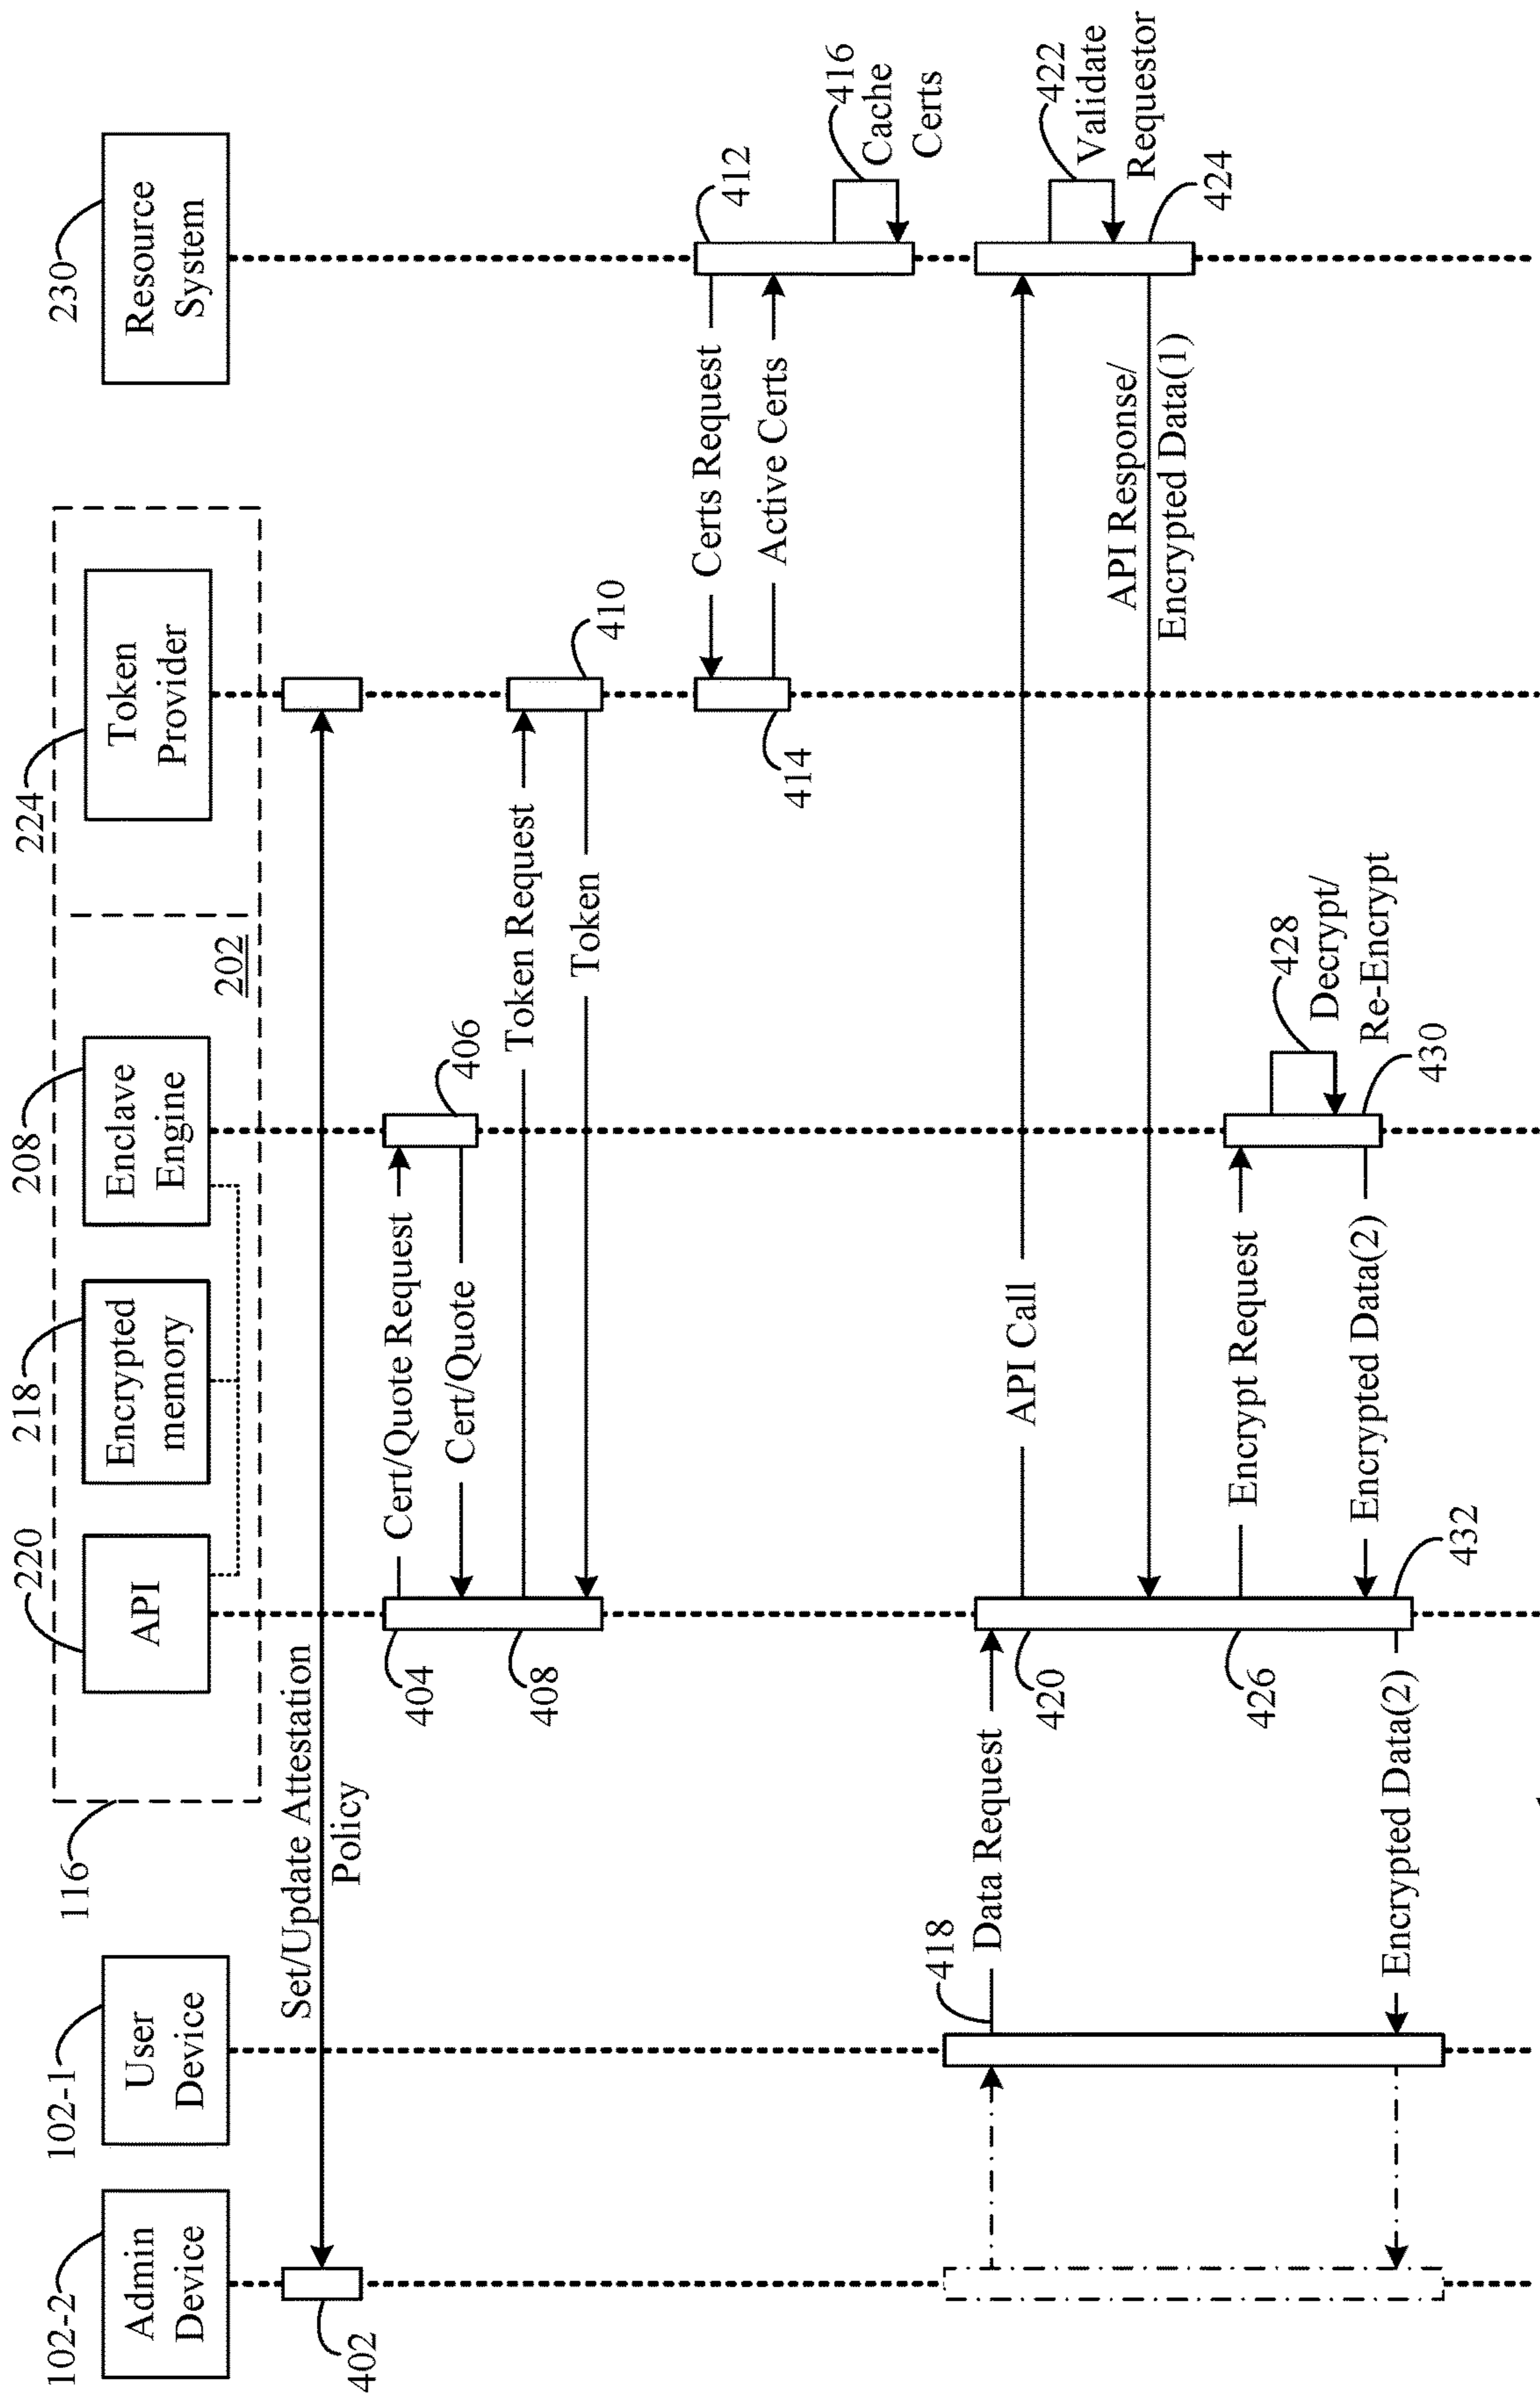 102-2
Admin
Device
102-1
User
Device
116
220
API
218
Encrypted
memory
208
Enclave
Engine
202
224
Token
Provider
230
Resource
System
402
Set/Update Attestation
Policy
404
Cert/Quote Request
406
Cert/Quote
408
Token Request
410
Token
412
Certs Request
414
Active Certs
416
Cache
Certs
418
Data Request
420
API Call
422
Validate
Requestor
424
API Response/
Encrypted Data(1)
426
Encrypt Request
428
Decrypt/
Re-Encrypt
430
Encrypted Data(2)
432
Encrypted Data(2)